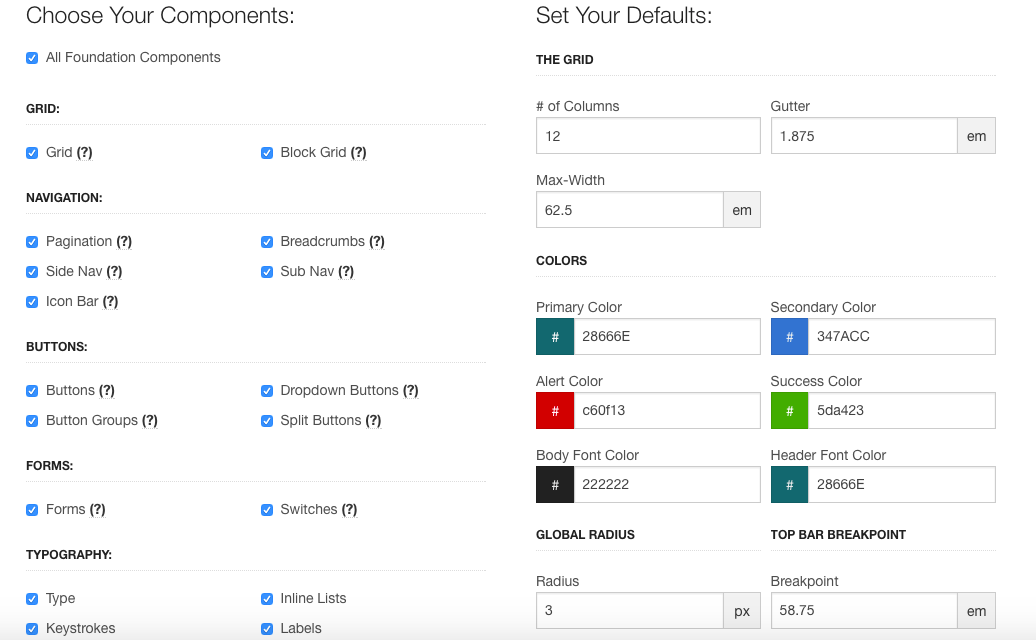 Choose Your Components:
All Foundation Components
GRID:
Grid (?) Block Grid (?)
NAVIGATION:
Pagination (?) Breadcrumbs (?)
Side Nav (?) Sub Nav (?)
Icon Bar (?)
BUTTONS:
Buttons (?) Dropdown Buttons (?)
Button Groups (?) Split Buttons (?)
FORMS:
Forms (?) Switches (?)
TYPOGRAPHY:
Type Inline Lists
Keystrokes Labels
Set Your Defaults:
THE GRID
# of Columns Gutter
12 1.875 em
Max-Width
62.5 em
COLORS
Primary Color Secondary Color
# 28666E # 347ACC
Alert Color Success Color
# c60f13 # 5da423
Body Font Color Header Font Color
# 222222 # 28666E
GLOBAL RADIUS TOP BAR BREAKPOINT
Radius Breakpoint
3 px 58.75 em